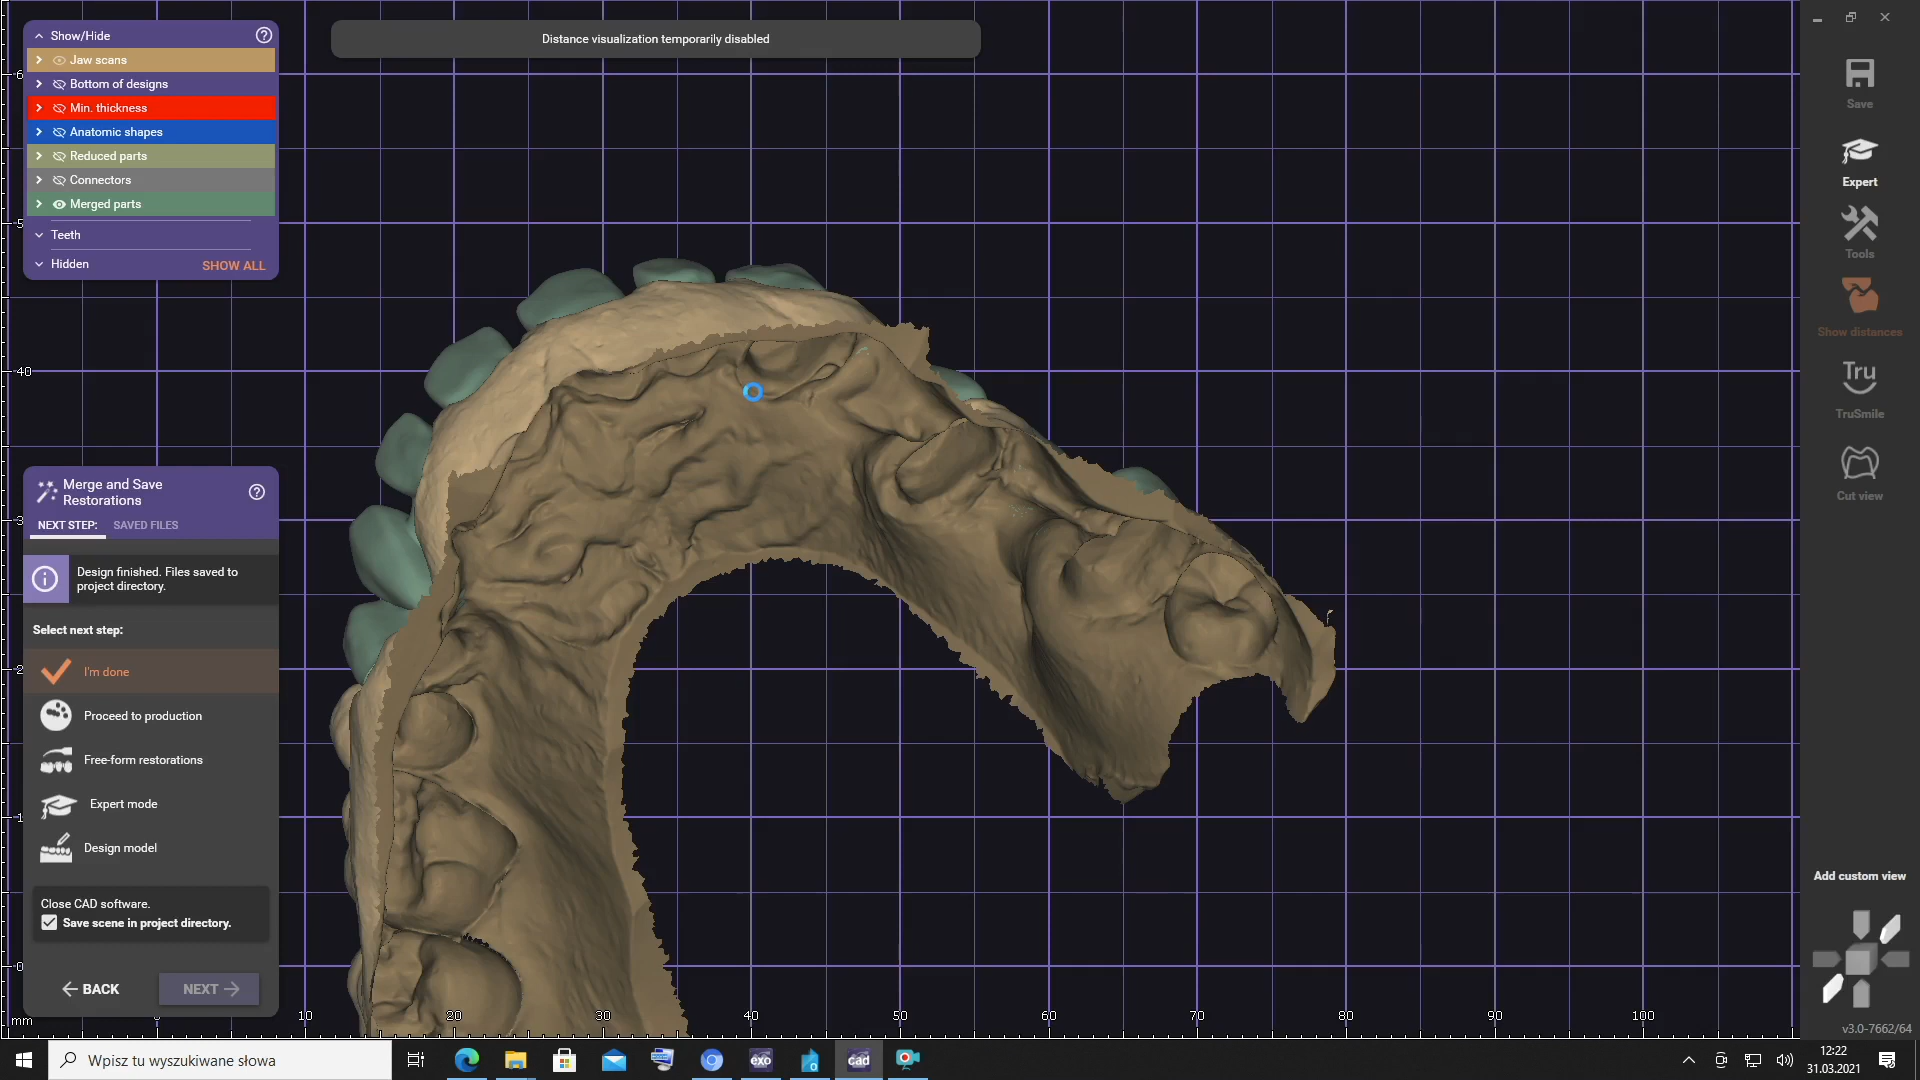 Show/Hide
Jaw scans
Bottom of designs
Min. thickness
Anatomic shapes
Reduced parts
Connectors
Merged parts
Teeth
Hidden SHOW ALL
Distance visualization temporarily disabled
Save
Expert
Tools
Show distances
Tru
TruSmile
Cut view
Add custom view
v3.0-7662/64
Merge and Save
Restorations
NEXT STEP: SAVED FILES
Design finished. Files saved to
project directory.
Select next step:
I'm done
Proceed to production
Free-form restorations
Expert mode
Design model
Close CAD software.
Save scene in project directory.
BACK NEXT
40
mm 10 20 30 40 50 60 70 80 90 100
Wpisz tu wyszukiwane słowa
exo
cad
12:22
31.03.2021